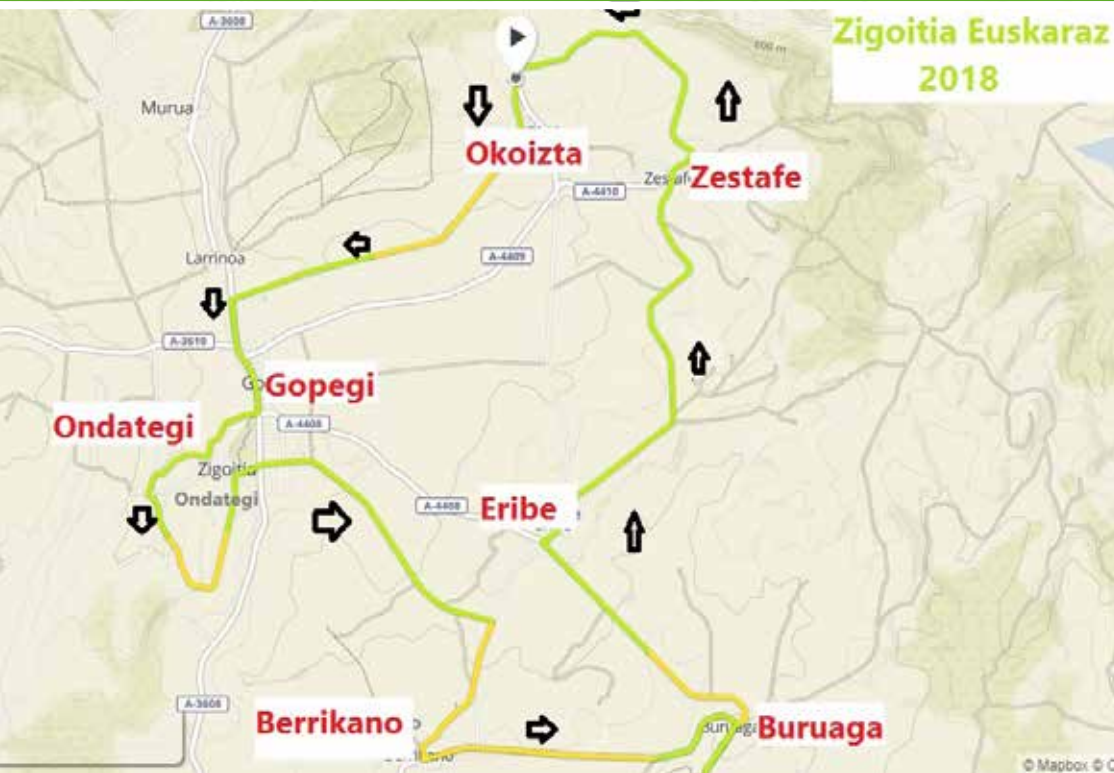 A-3608
Zigoitia Euskaraz
2018
600 m
Murua
Okoizta
Zestafe
A-4410
Larrinoa
A-4409
A-3610
Gopegi
Ondategi
A-4408
Zigoitia
Ondategi
A-4408
Eribe
A-3608
Berrikano
Buruaga
© Mapbox ©